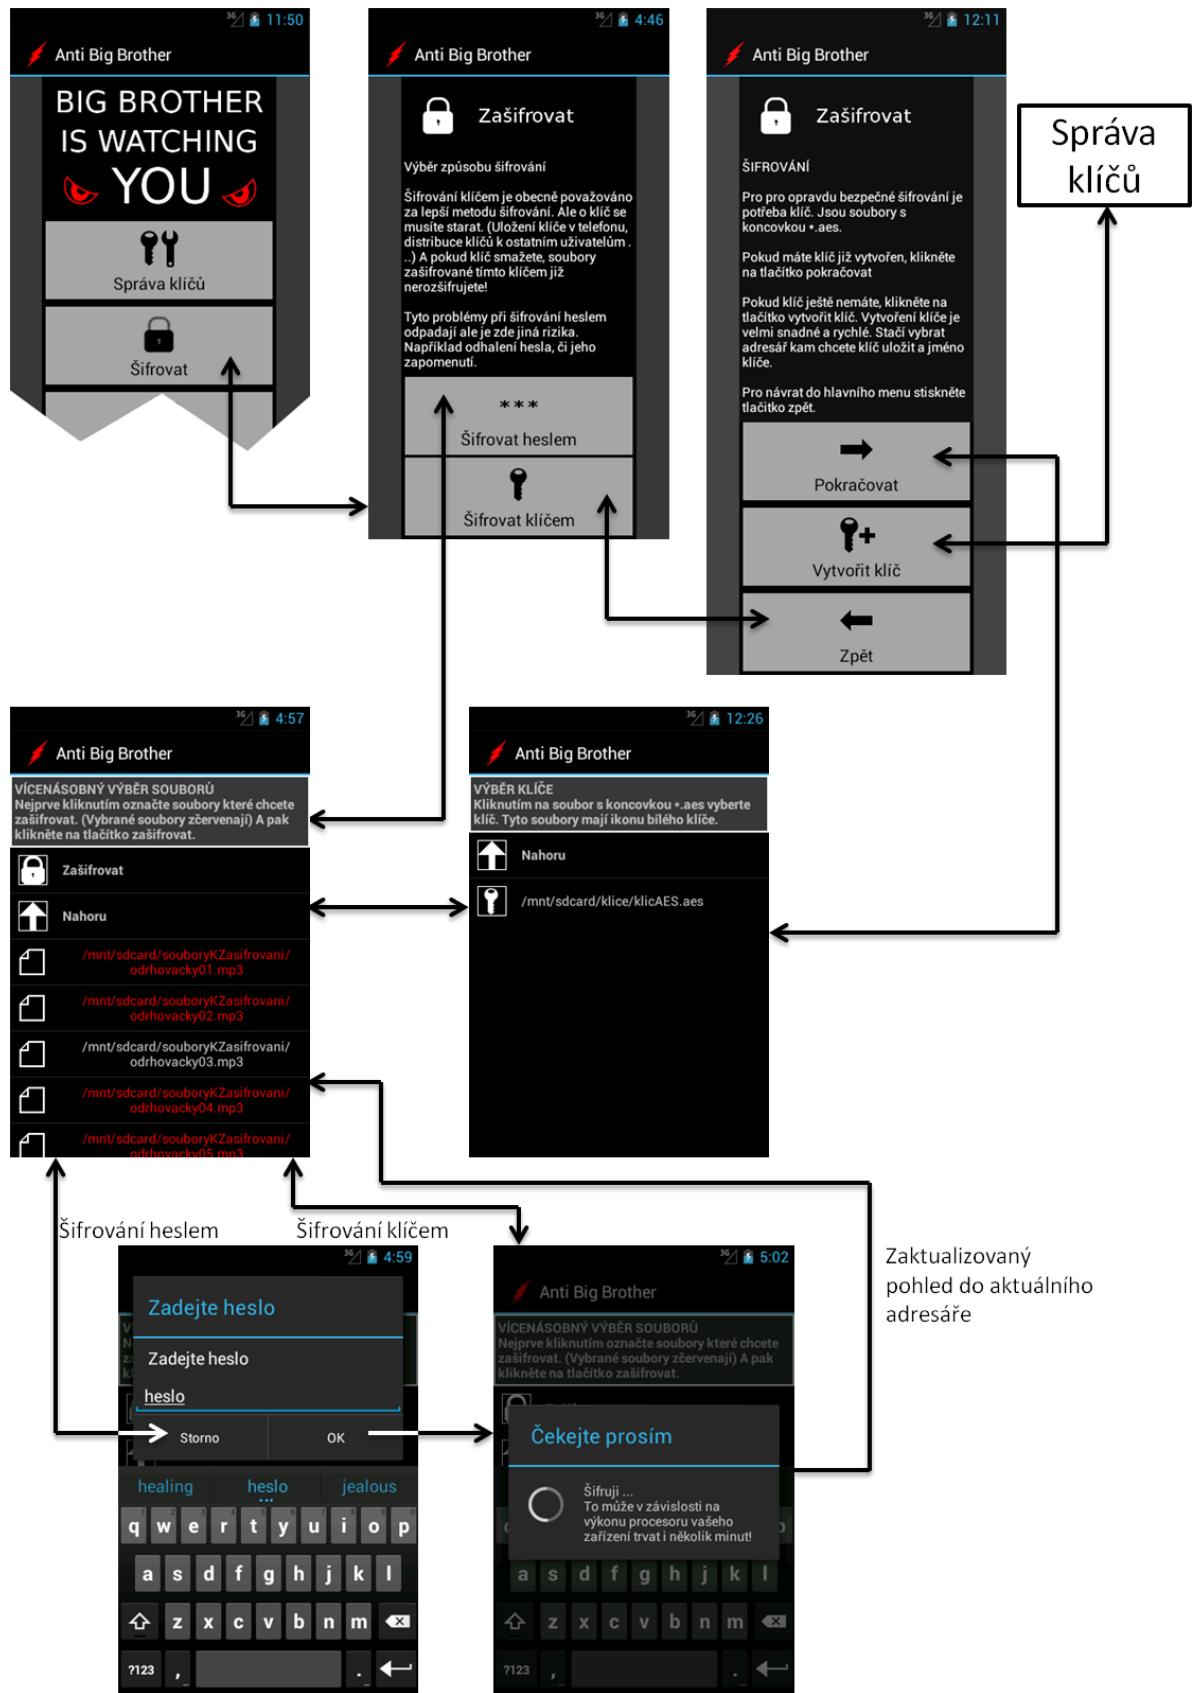 3G 11:50
Anti Big Brother
BIG BROTHER
IS WATCHING
YOU
Správa klíčů
Šifrovat
3G 4:46
Anti Big Brother
Zašifrovat
Výběr způsobu šifrování
Šifrování klíčem je obecně považováno
za lepší metodu šifrování. Ale o klíč se
musíte starat. (Uložení klíče v telefonu,
distribuce klíčů k ostatním uživatelům .
..) A pokud klíč smažete, soubory
zašifrované tímto klíčem již
nerozšifrujete!
Tyto problémy při šifrování heslem
odpadají ale je zde jiná rizika.
Například odhalení hesla, či jeho
zapomenutí.
***
Šifrovat heslem
Šifrovat klíčem
3G 12:11
Anti Big Brother
Zašifrovat
ŠIFROVÁNÍ
Pro pro opravdu bezpečné šifrování je
potřeba klíč. Jsou soubory s
koncovkou *.aes.
Pokud máte klíč již vytvořen, klikněte
na tlačítko pokračovat
Pokud klíč ještě nemáte, klikněte na
tlačítko vytvořit klíč. Vytvoření klíče je
velmi snadné a rychlé. Stačí vybrat
adresář kam chcete klíč uložit a jméno
klíče.
Pro návrat do hlavního menu stiskněte
tlačitko zpět.
Pokračovat
Vytvořit klíč
Zpět
Správa
klíčů
3G 4:57
Anti Big Brother
VÍCENÁSOBNÝ VÝBĚR SOUBORŮ
Nejprve kliknutím označte soubory které chcete
zašifrovat. (Vybrané soubory zčervenají) A pak
klikněte na tlačítko zašifrovat.
Zašifrovat
Nahoru
/mnt/sdcard/souboryKZasifrovani/
odrhovacky01.mp3
/mnt/sdcard/souboryKZasifrovani/
odrhovacky02.mp3
/mnt/sdcard/souboryKZasifrovani/
odrhovacky03.mp3
/mnt/sdcard/souboryKZasifrovani/
odrhovacky04.mp3
/mnt/sdcard/souboryKZasifrovani/
odrhovacky05.mp3
3G 12:26
Anti Big Brother
VÝBĚR KLÍČE
Kliknutím na soubor s koncovkou *.aes vyberte
klíč. Tyto soubory mají ikonu bílého klíče.
Nahoru
/mnt/sdcard/klice/klicAES.aes
Šifrování heslem
Šifrování klíčem
3G 4:59
Zadejte heslo
Zadejte heslo
heslo
Storno
OK
healing heslo jealous
q w e r t y u i o p
a s d f g h j k l
z x c v b n m
?123 , .
3G 5:02
Anti Big Brother
VÍCENÁSOBNÝ VÝBĚR SOUBORŮ
Nejprve kliknutím označte soubory které chcete
zašifrovat. (Vybrané soubory zčervenají) A pak
klikněte na tlačítko zašifrovat.
Čekejte prosím
Šifruji ...
To může v závislosti na
výkonu procesoru vašeho
zařízení trvat i několik minut!
a s d f g h j k l
z x c v b n m
?123 , .
Zaktualizovaný
pohled do aktuálního
adresáře